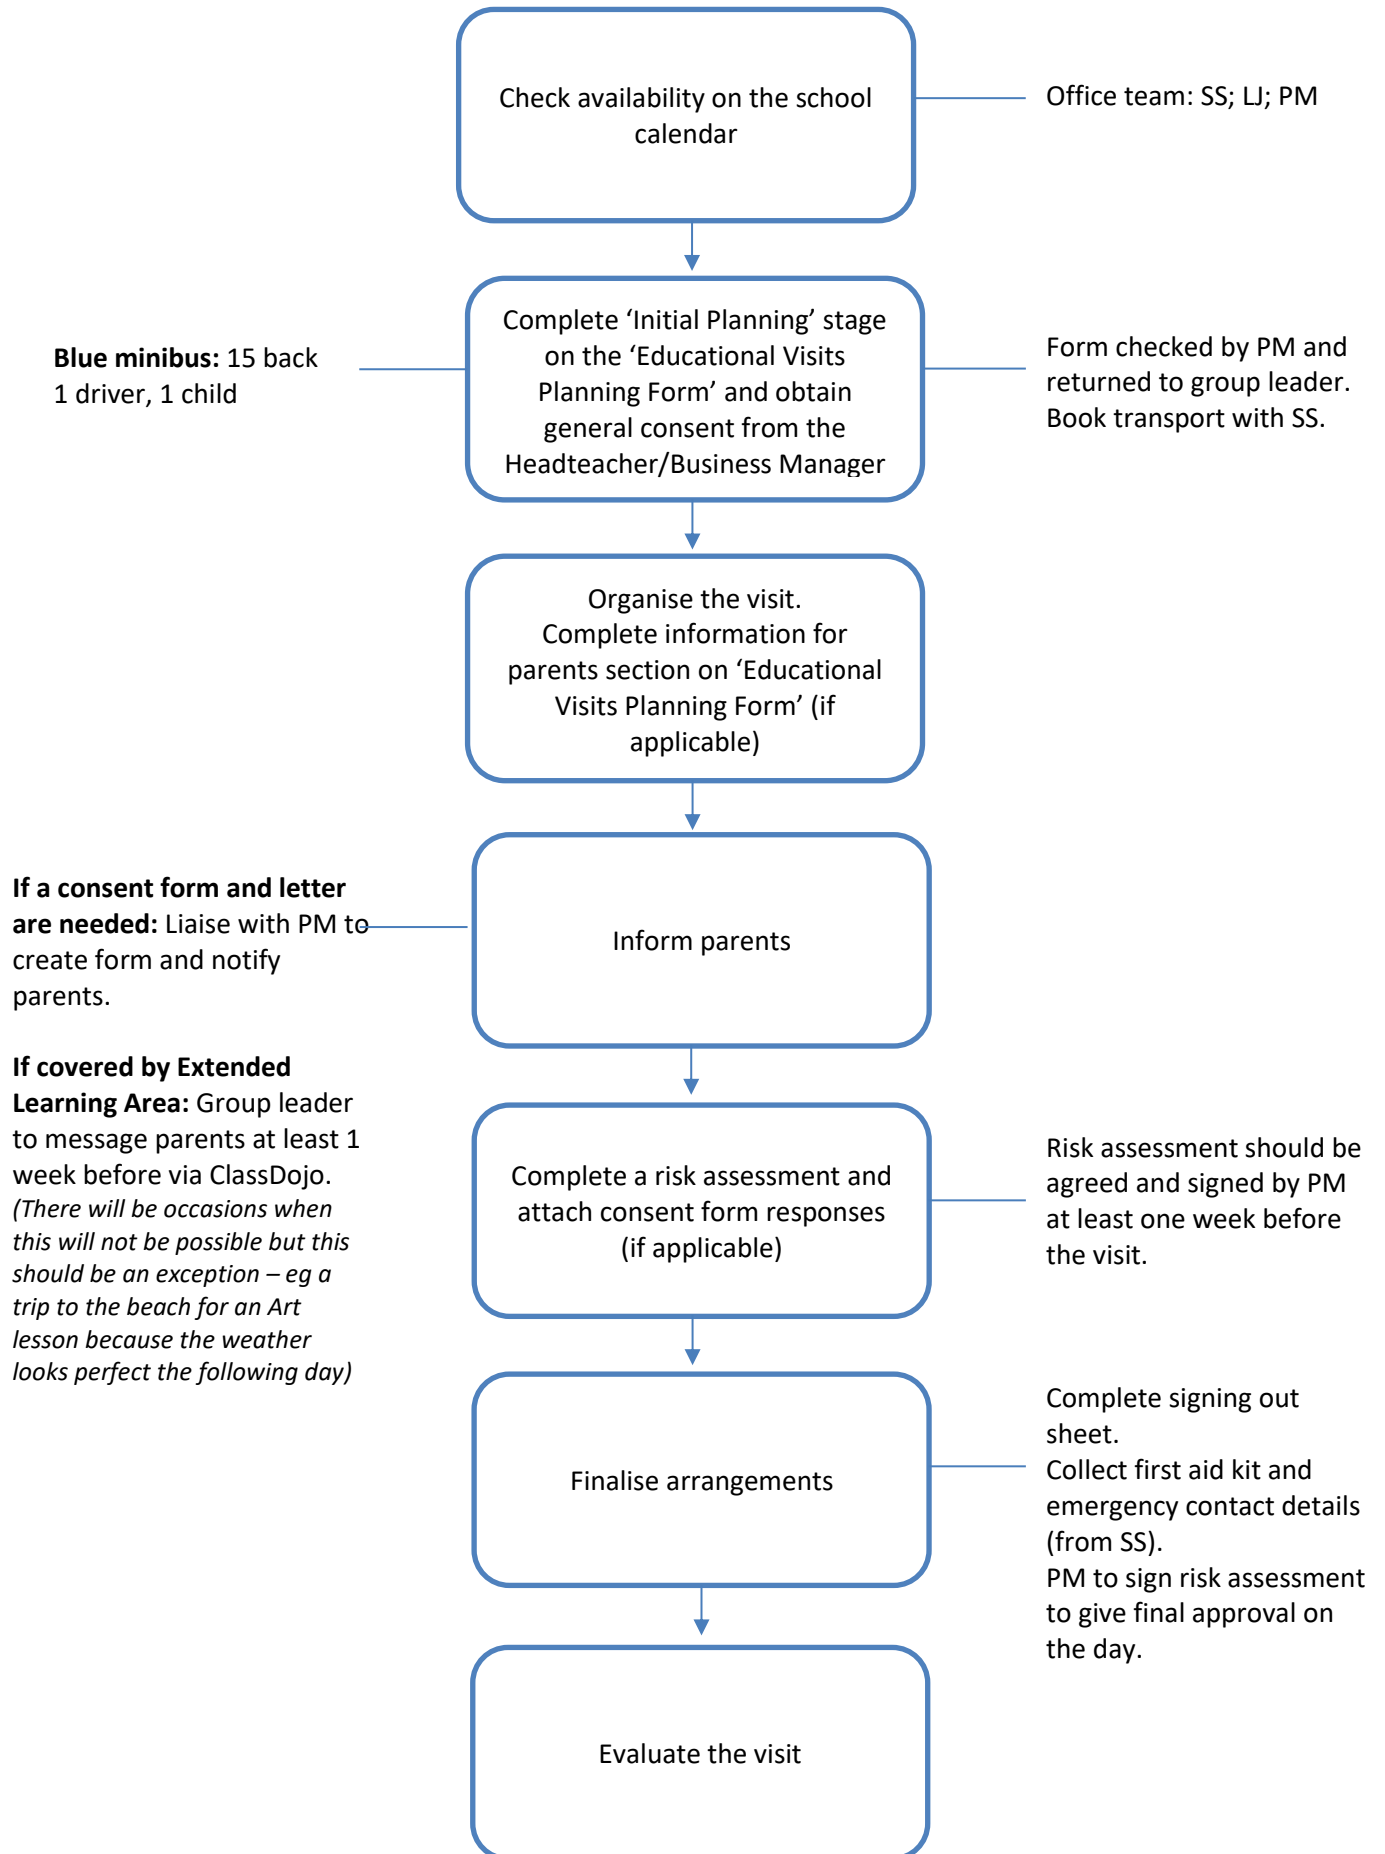 Check availability on the school
calendar
Office team: SS; LJ; PM
Blue minibus: 15 back
1 driver, 1 child
Complete ‘Initial Planning’ stage
on the ‘Educational Visits
Planning Form’ and obtain
general consent from the
Headteacher/Business Manager
Form checked by PM and
returned to group leader.
Book transport with SS.
Organise the visit.
Complete information for
parents section on ‘Educational
Visits Planning Form’ (if
applicable)
If a consent form and letter
are needed: Liaise with PM to
create form and notify
parents.
Inform parents
If covered by Extended
Learning Area: Group leader
to message parents at least 1
week before via ClassDojo.
(There will be occasions when
this will not be possible but this
should be an exception – eg a
trip to the beach for an Art
lesson because the weather
looks perfect the following day)
Complete a risk assessment and
attach consent form responses
(if applicable)
Risk assessment should be
agreed and signed by PM
at least one week before
the visit.
Finalise arrangements
Complete signing out
sheet.
Collect first aid kit and
emergency contact details
(from SS).
PM to sign risk assessment
to give final approval on
the day.
Evaluate the visit